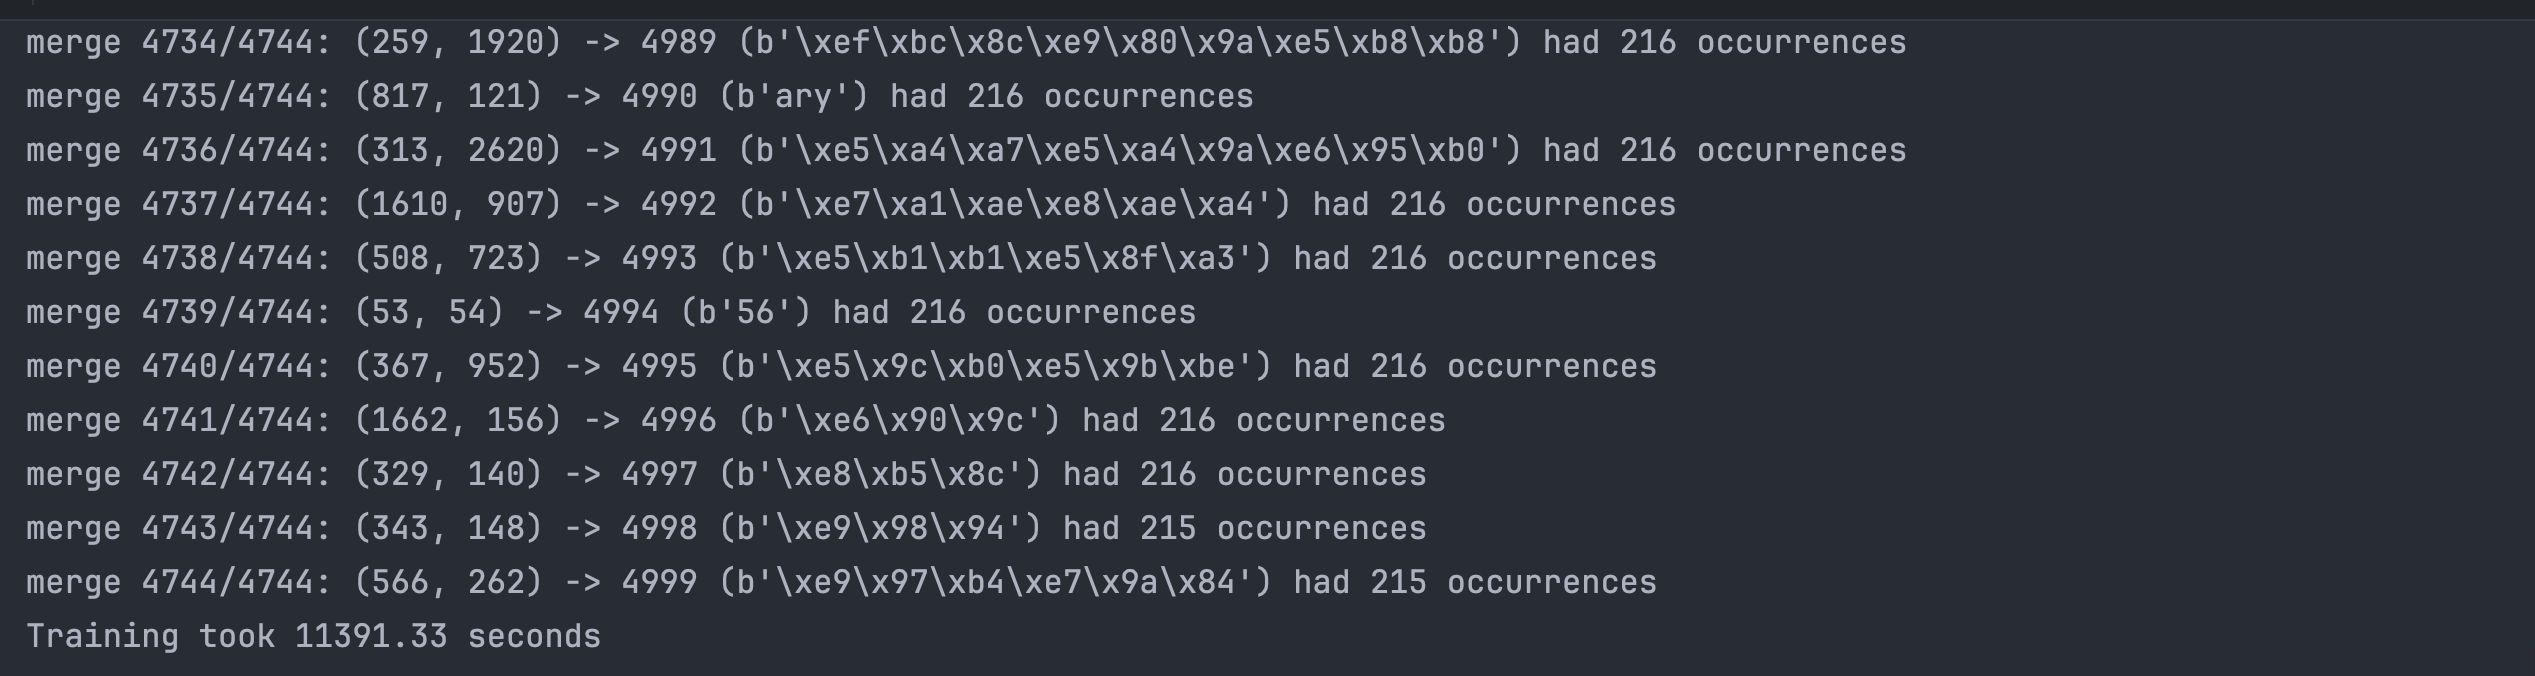 merge 4734/4744: (259, 1920) -> 4989 (b'\xef\xbc\x8c\xe9\x80\x9a\xe5\xb8\xb8') had 216 occurrences
merge 4735/4744: (817, 121) -> 4990 (b'ary') had 216 occurrences
merge 4736/4744: (313, 2620) -> 4991 (b'\xe5\xa4\xa7\xe5\xa4\x9a\xe6\x95\xb0') had 216 occurrences
merge 4737/4744: (1610, 907) -> 4992 (b'\xe7\xa1\xae\xe8\xae\xa4') had 216 occurrences
merge 4738/4744: (508, 723) -> 4993 (b'\xe5\xb1\xb1\xe5\x8f\xa3') had 216 occurrences
merge 4739/4744: (53, 54) -> 4994 (b'56') had 216 occurrences
merge 4740/4744: (367, 952) -> 4995 (b'\xe5\x9c\xb0\xe5\x9b\xbe') had 216 occurrences
merge 4741/4744: (1662, 156) -> 4996 (b'\xe6\x90\x9c') had 216 occurrences
merge 4742/4744: (329, 140) -> 4997 (b'\xe8\xb5\x8c') had 216 occurrences
merge 4743/4744: (343, 148) -> 4998 (b'\xe9\x98\x94') had 215 occurrences
merge 4744/4744: (566, 262) -> 4999 (b'\xe9\x97\xb4\xe7\x9a\x84') had 215 occurrences
Training took 11391.33 seconds